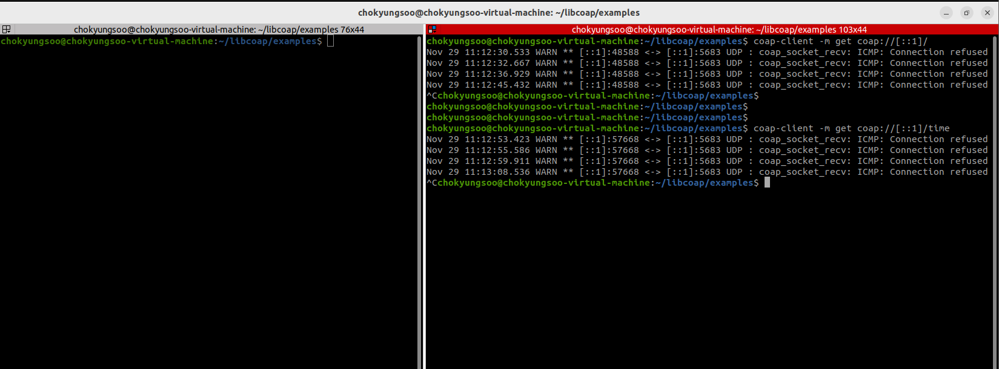 chokyungsoo@chokyungsoo-virtual-machine: ~/libcoap/examples
chokyungsoo@chokyungsoo-virtual-machine: ~/libcoap/examples 76x44
chokyungsoo@chokyungsoo-virtual-machine:~/libcoap/examples$
chokyungsoo@chokyungsoo-virtual-machine: ~/libcoap/examples 103x44
chokyungsoo@chokyungsoo-virtual-machine:~/libcoap/examples$ coap-client -m get coap://[::1]/
Nov 29 11:12:30.533 WARN ** [::1]:48588 <-> [::1]:5683 UDP : coap_socket_recv: ICMP: Connection refused
Nov 29 11:12:32.667 WARN ** [::1]:48588 <-> [::1]:5683 UDP : coap_socket_recv: ICMP: Connection refused
Nov 29 11:12:36.929 WARN ** [::1]:48588 <-> [::1]:5683 UDP : coap_socket_recv: ICMP: Connection refused
Nov 29 11:12:45.432 WARN ** [::1]:48588 <-> [::1]:5683 UDP : coap_socket_recv: ICMP: Connection refused
^Cchokyungsoo@chokyungsoo-virtual-machine:~/libcoap/examples$
chokyungsoo@chokyungsoo-virtual-machine:~/libcoap/examples$
chokyungsoo@chokyungsoo-virtual-machine:~/libcoap/examples$
chokyungsoo@chokyungsoo-virtual-machine:~/libcoap/examples$ coap-client -m get coap://[::1]/time
Nov 29 11:12:53.423 WARN ** [::1]:57668 <-> [::1]:5683 UDP : coap_socket_recv: ICMP: Connection refused
Nov 29 11:12:55.586 WARN ** [::1]:57668 <-> [::1]:5683 UDP : coap_socket_recv: ICMP: Connection refused
Nov 29 11:12:59.911 WARN ** [::1]:57668 <-> [::1]:5683 UDP : coap_socket_recv: ICMP: Connection refused
Nov 29 11:13:08.536 WARN ** [::1]:57668 <-> [::1]:5683 UDP : coap_socket_recv: ICMP: Connection refused
^Cchokyungsoo@chokyungsoo-virtual-machine:~/libcoap/examples$